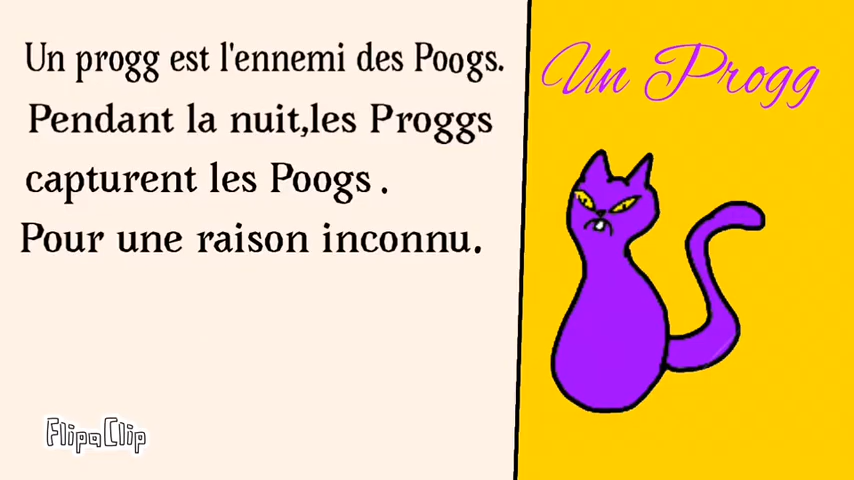 Un progg est l'ennemi des Poogs.
Pendant la nuit,les Proggs
capturent les Poogs .
Pour une raison inconnu.
Un Progg
FlipaClip